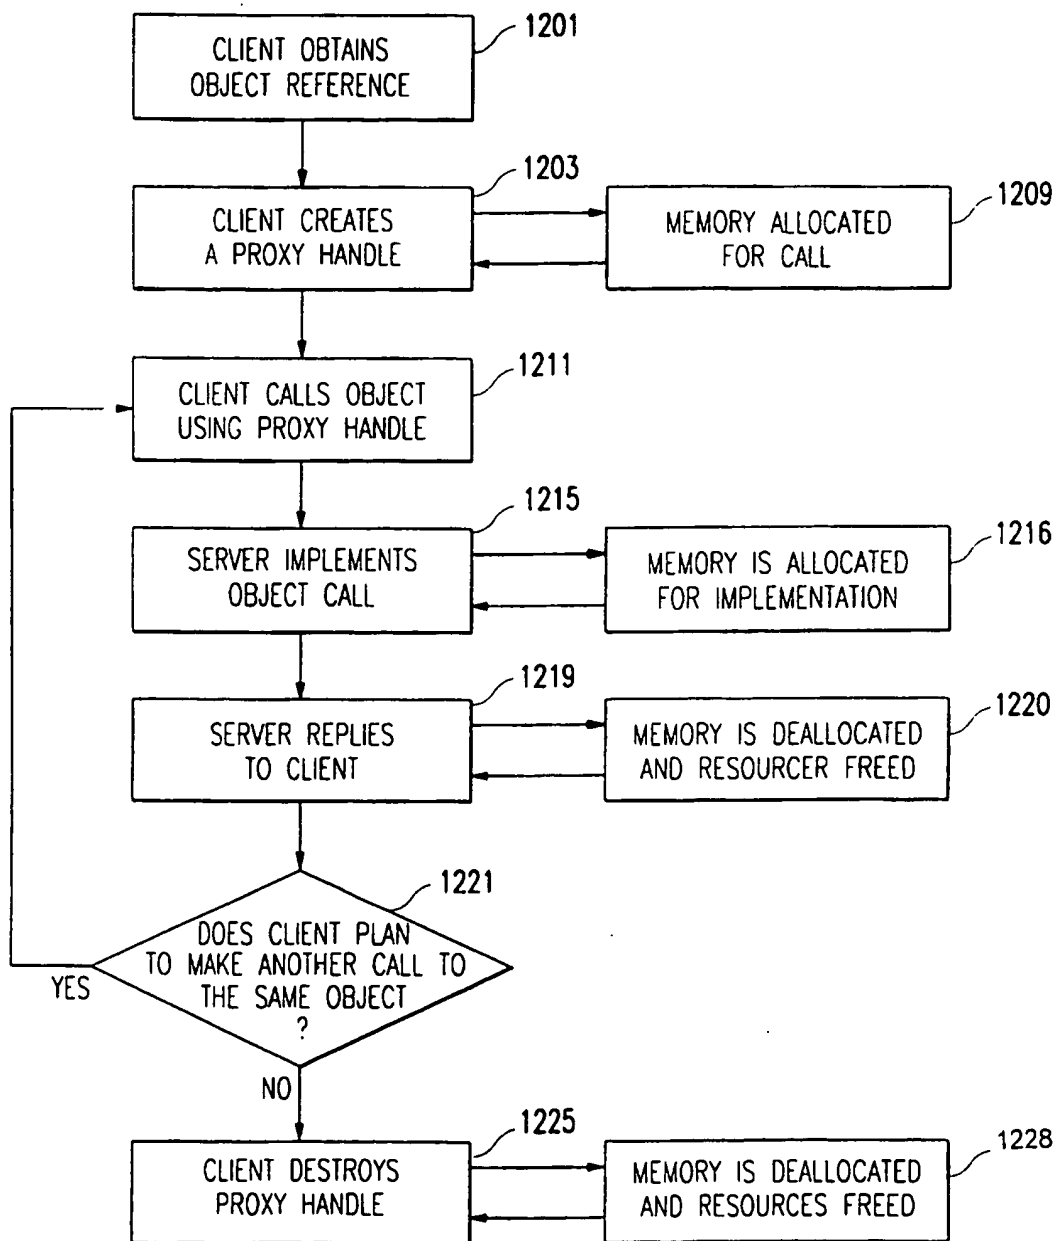 1201
CLIENT OBTAINS
OBJECT REFERENCE
1203
CLIENT CREATES
A PROXY HANDLE
1209
MEMORY ALLOCATED
FOR CALL
1211
CLIENT CALLS OBJECT
USING PROXY HANDLE
1215
SERVER IMPLEMENTS
OBJECT CALL
1216
MEMORY IS ALLOCATED
FOR IMPLEMENTATION
1219
SERVER REPLIES
TO CLIENT
1220
MEMORY IS DEALLOCATED
AND RESOURCER FREED
1221
DOES CLIENT PLAN
TO MAKE ANOTHER CALL TO
THE SAME OBJECT
?
YES
NO
1225
CLIENT DESTROYS
PROXY HANDLE
1228
MEMORY IS DEALLOCATED
AND RESOURCES FREED